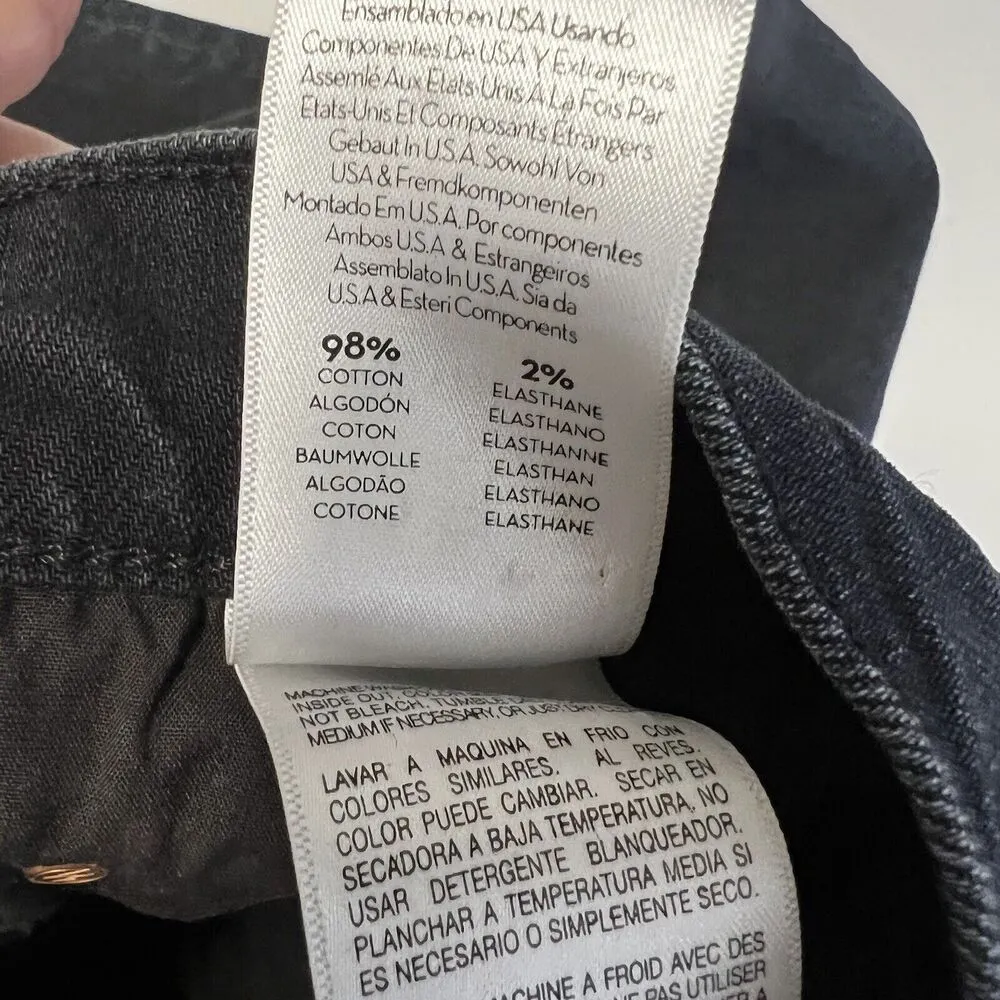 Ensamblado en USA Usando
Componentes De USA Y Extranjeros
Assemlé Aux Etats-Unis A La Fois Par
Etats-Unis Et Composants Étrangers
Gebaut In U.S.A. Sowohl Von
USA & Fremdkomponenten
Montado Em U.S.A. Por componentes
Ambos U.S.A & Estrangeiros
Assemblato In U.S.A. Sia da
U.S.A & Esteri Components
98%
COTTON
ALGODÓN
COTON
BAUMWOLLE
ALGODÃO
COTONE
2%
ELASTHANE
ELASTHANO
ELASTHANNE
ELASTHAN
ELASTHANO
ELASTHANE
INSIDE OUT.
NOT BLEACH. TUMBLE
MEDIUM IF NECESSARY, OR JUST DRY
LAVAR A MAQUINA EN FRIO CON
COLORES SIMILARES. AL REVES.
COLOR PUEDE CAMBIAR. SECAR EN
SECADORA A BAJA TEMPERATURA. NO
USAR DETERGENTE BLANQUEADOR.
PLANCHAR A TEMPERATURA MEDIA SI
ES NECESARIO O SIMPLEMENTE SECO.
MACHINE A FROID AVEC DES
NE PAS UTILISER